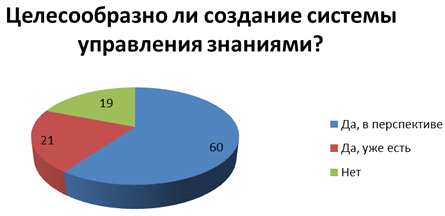 Целесообразно ли создание системы
управления знаниями?
19
21
60
Да, в перспективе
Да, уже есть
Нет